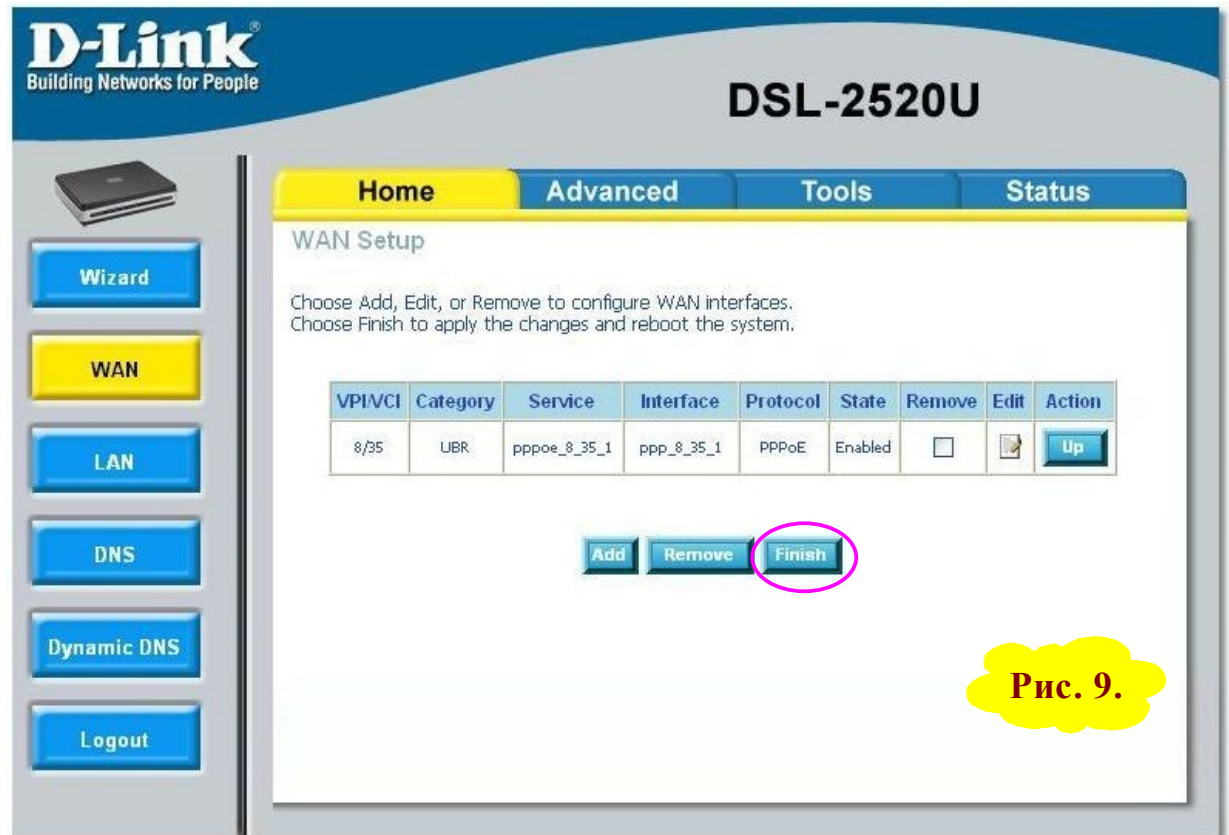 D-Link®
Building Networks for People
DSL-2520U
Home Advanced Tools Status
Wizard
WAN
LAN
DNS
Dynamic DNS
Logout
WAN Setup
Choose Add, Edit, or Remove to configure WAN interfaces.
Choose Finish to apply the changes and reboot the system.
VPI/VCI Category Service Interface Protocol State Remove Edit Action
8/35 UBR pppoe_8_35_1 ppp_8_35_1 PPPoE Enabled Up
Add Remove Finish
Рис. 9.